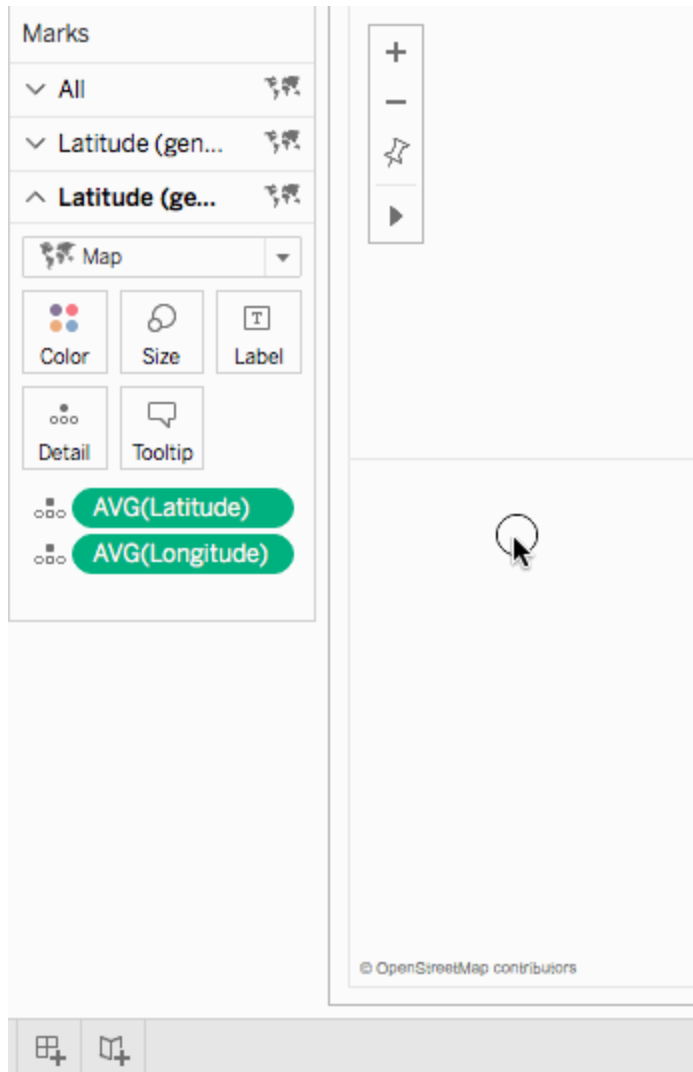 Marks
All
Latitude (gen...
Latitude (ge...
Map
Color
Size
Label
Detail
Tooltip
AVG(Latitude)
AVG(Longitude)
© OpenStreetMap contributors